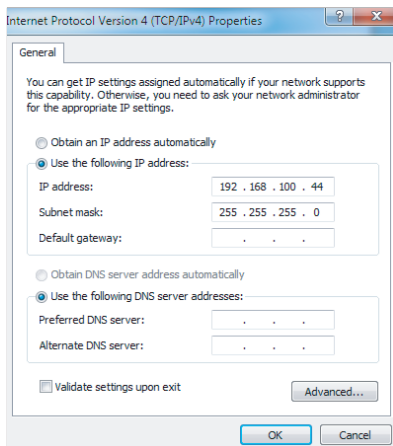 Internet Protocol Version 4 (TCP/IPv4) Properties
General
You can get IP settings assigned automatically if your network supports
this capability. Otherwise, you need to ask your network administrator
for the appropriate IP settings.
Obtain an IP address automatically
Use the following IP address:
IP address: 192 . 168 . 100 . 44
Subnet mask: 255 . 255 . 255 . 0
Default gateway: . . .
Obtain DNS server address automatically
Use the following DNS server addresses:
Preferred DNS server: . . .
Alternate DNS server: . . .
Validate settings upon exit
Advanced...
OK Cancel